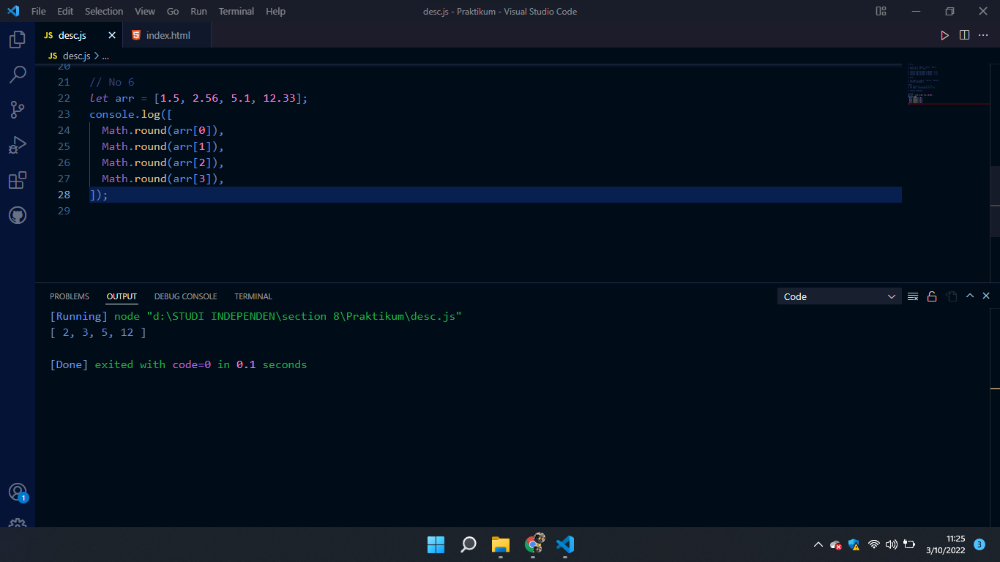 File Edit Selection View Go Run Terminal Help desc.js - Praktikum - Visual Studio Code
JS desc.js index.html
JS desc.js > ...
20
21 // No 6
22 let arr = [1.5, 2.56, 5.1, 12.33];
23 console.log([
24 Math.round(arr[0]),
25 Math.round(arr[1]),
26 Math.round(arr[2]),
27 Math.round(arr[3]),
28 ]);
29
PROBLEMS OUTPUT DEBUG CONSOLE TERMINAL Code
[Running] node "d:\STUDI INDEPENDEN\section 8\Praktikum\desc.js"
[ 2, 3, 5, 12 ]
[Done] exited with code=0 in 0.1 seconds
1
11:25
3/10/2022
3